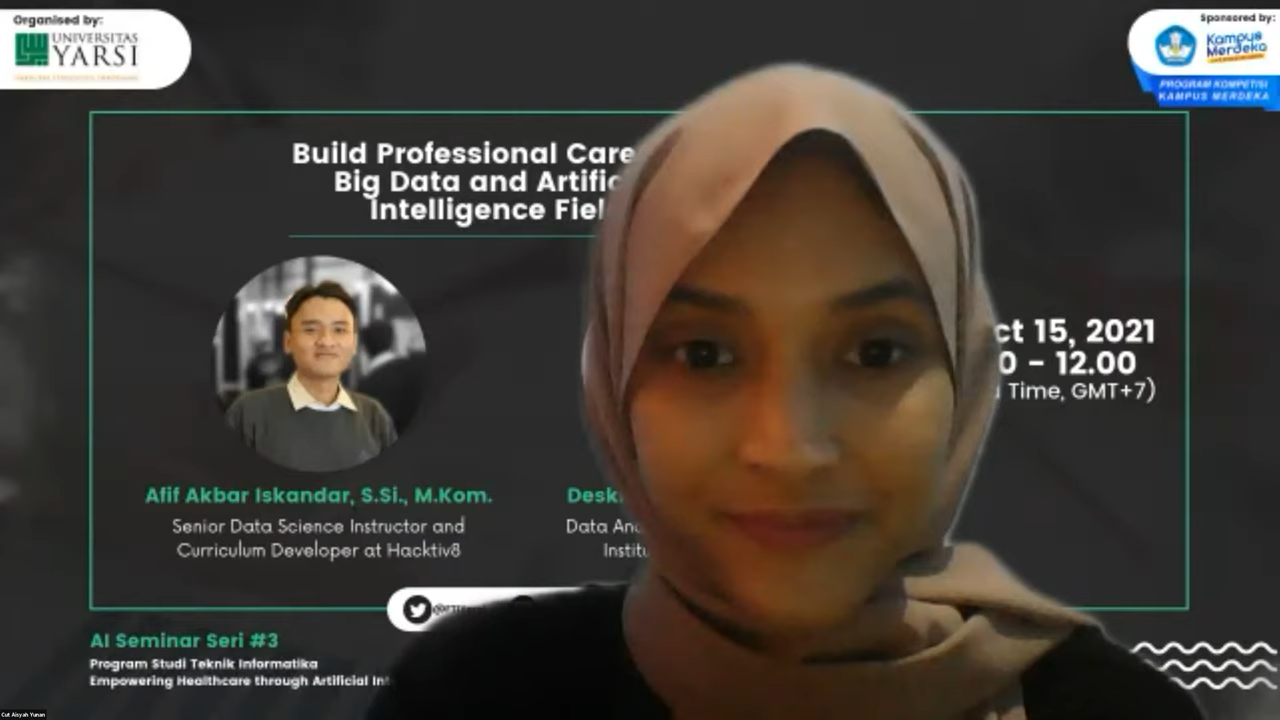 Organised by:
UNIVERSITAS
YARSI
Sponsored by:
Kampus
Merdeka
PROGRAM KOMPETISI
KAMPUS MERDEKA
Build Professional Care
Big Data and Artific
Intelligence Fiel
ct 15, 2021
0 - 12.00
Time, GMT+7)
Afif Akbar Iskandar, S.Si., M.Kom.
Senior Data Science Instructor and
Curriculum Developer at Hacktiv8
Desk
Data Ana
Institu
AI Seminar Seri #3
Program Studi Teknik Informatika
Empowering Healthcare through Artificial Int
Cut Aisyah Yunan